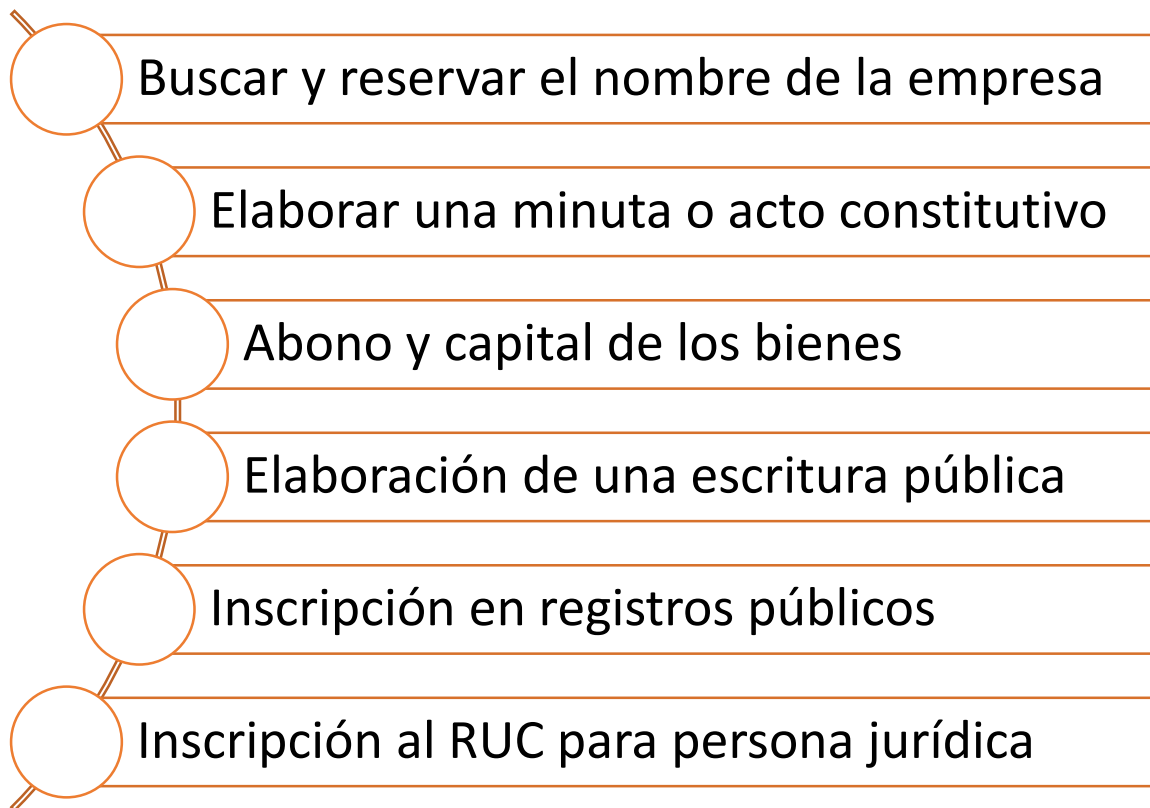 Buscar y reservar el nombre de la empresa
Elaborar una minuta o acto constitutivo
Abono y capital de los bienes
Elaboración de una escritura pública
Inscripción en registros públicos
Inscripción al RUC para persona jurídica